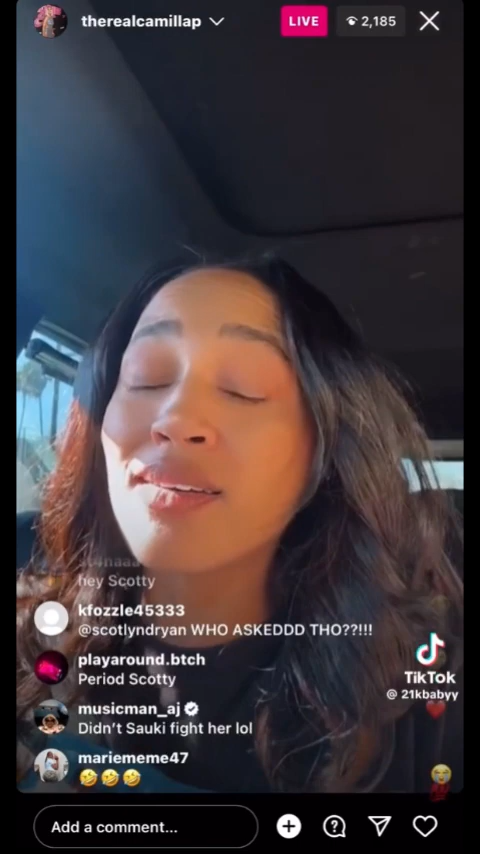 therealcamillap
LIVE
2,185
hey Scotty
kfozzle45333
@scotlyndryan WHO ASKEDDD THO??!!!
playaround.btch
Period Scotty
musicman_aj
Didn't Sauki fight her lol
mariememe47
🤣🤣🤣
TikTok
@ 21kbabyy
Add a comment...